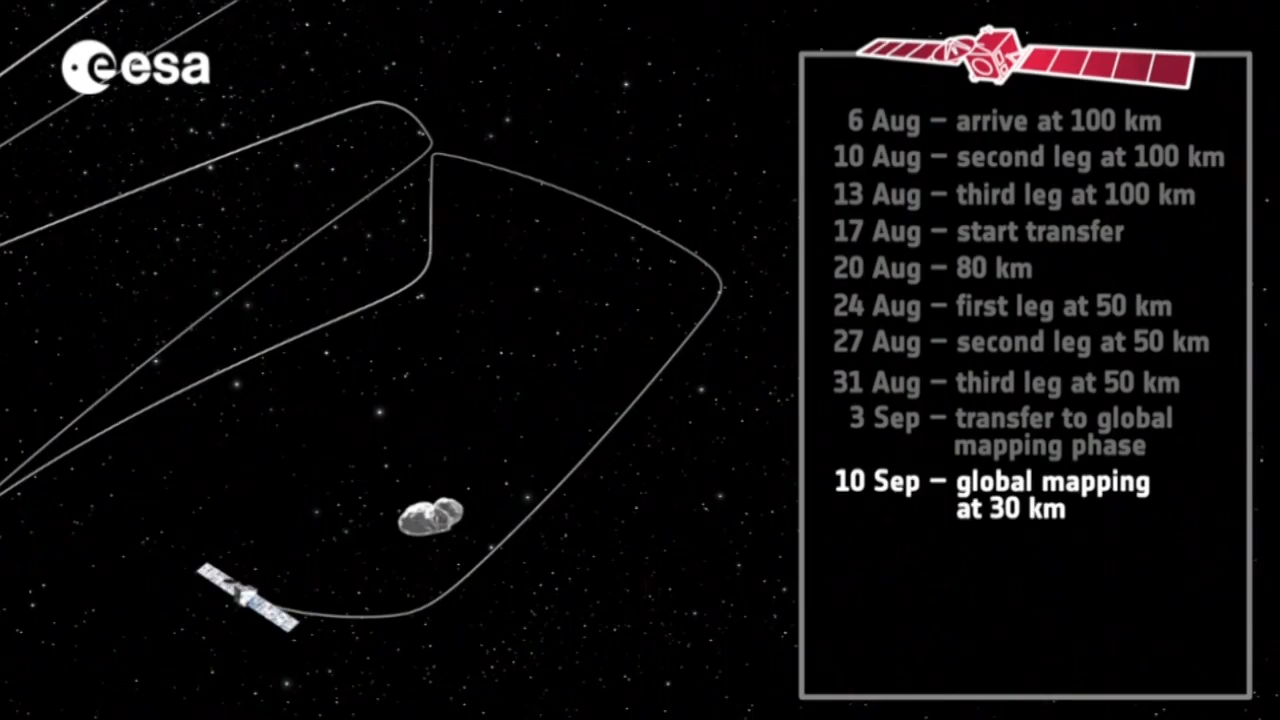 esa
6 Aug – arrive at 100 km
10 Aug – second leg at 100 km
13 Aug – third leg at 100 km
17 Aug – start transfer
20 Aug – 80 km
24 Aug – first leg at 50 km
27 Aug – second leg at 50 km
31 Aug – third leg at 50 km
3 Sep – transfer to global
mapping phase
10 Sep – global mapping
at 30 km